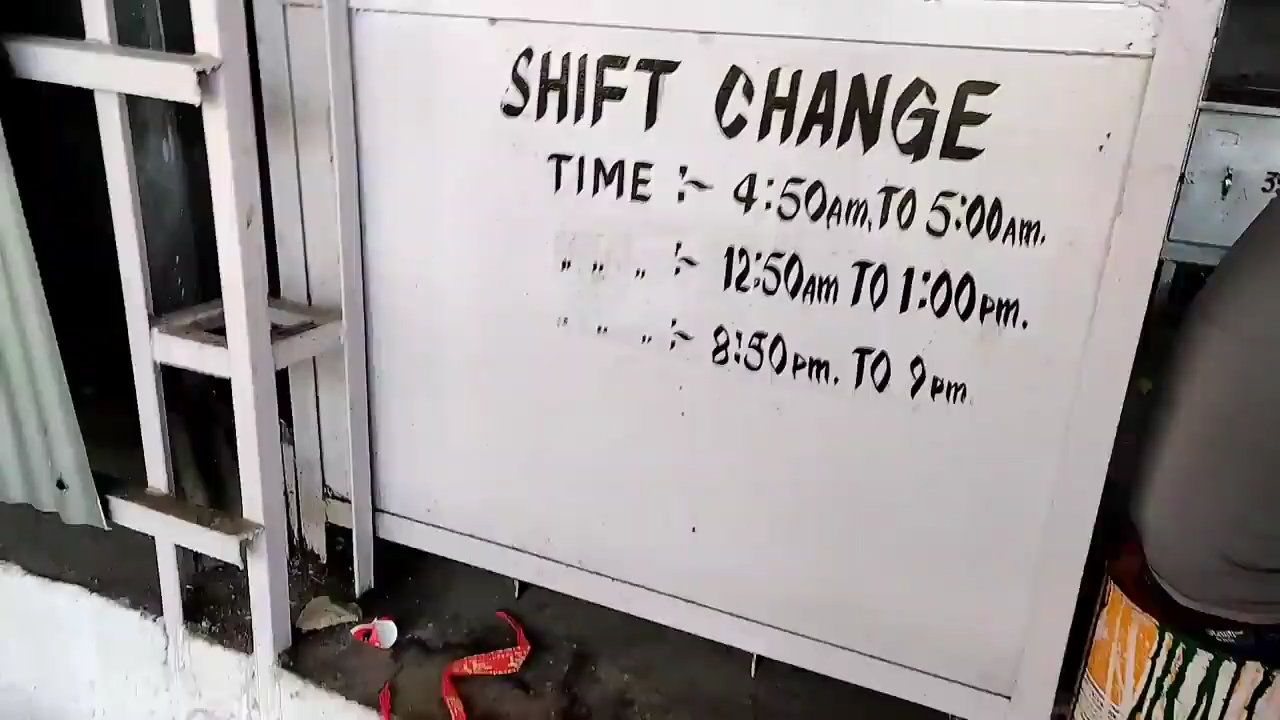 SHIFT CHANGE
TIME :~ 4:50AM, TO 5:00AM.
" " " :~ 12:50AM TO 1:00PM.
" " " :~ 8:50PM. TO 9PM.